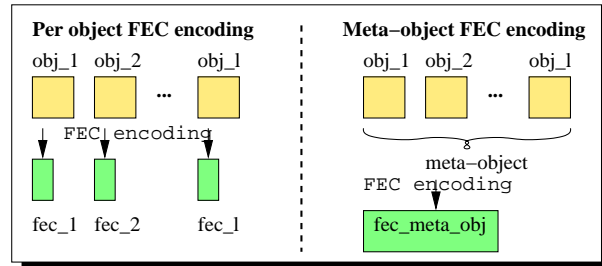 Per object FEC encoding
obj_1 obj_2 ... obj_l
FEC encoding
fec_1 fec_2 fec_l
Meta-object FEC encoding
obj_1 obj_2 ... obj_l
meta-object
FEC encoding
fec_meta_obj